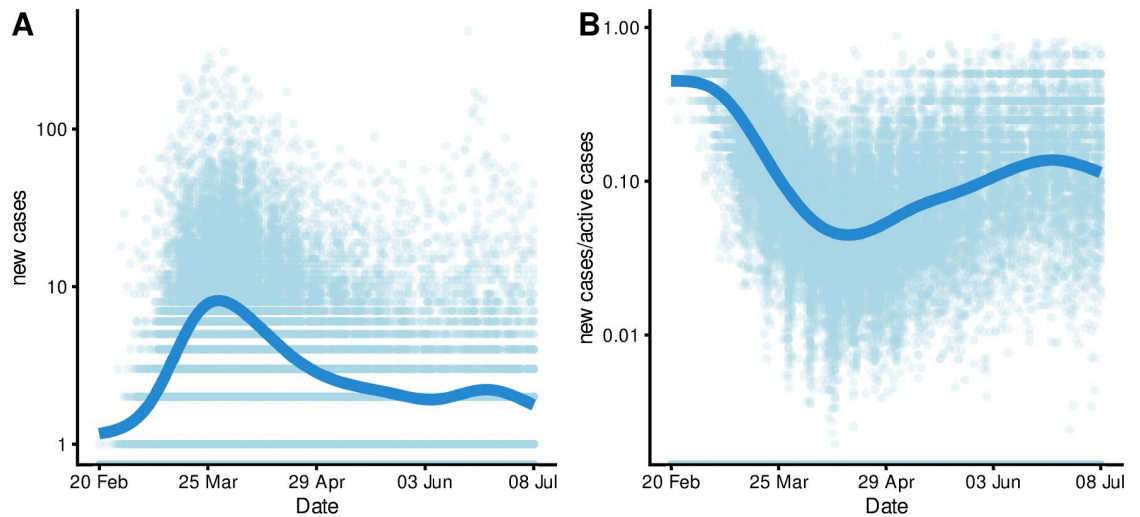 A
new cases
100
10
1
20 Feb 25 Mar 29 Apr 03 Jun 08 Jul
Date
B
new cases/active cases
1.00
0.10
0.01
20 Feb 25 Mar 29 Apr 03 Jun 08 Jul
Date